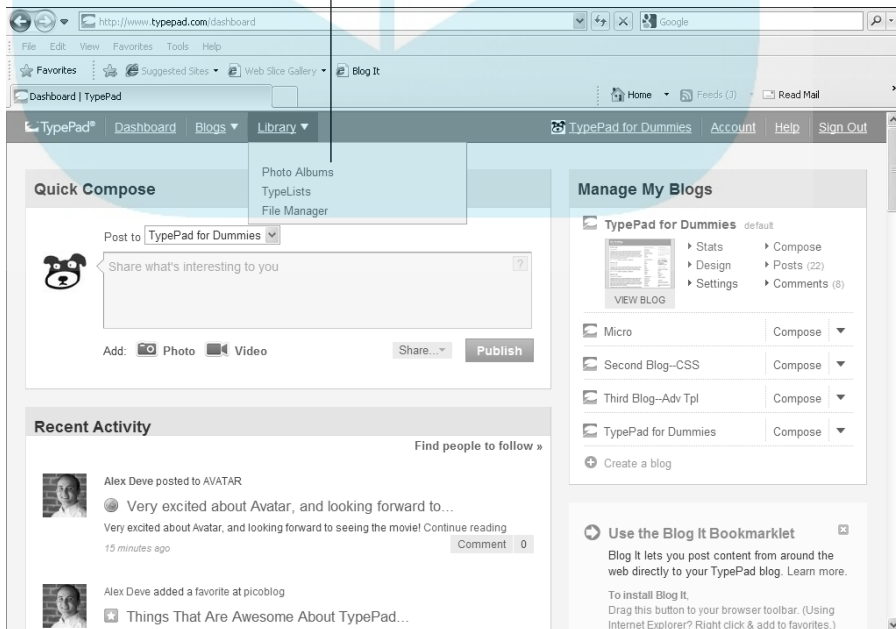 http://www.typepad.com/dashboard
Google
File Edit View Favorites Tools Help
Favorites Suggested Sites Web Slice Gallery Blog It
Dashboard | TypePad
Home Feeds (J) Read Mail
TypePad® Dashboard Blogs Library TypePad for Dummies Account Help Sign Out
Photo Albums
TypeLists
File Manager
Quick Compose
Post to TypePad for Dummies
Share what's interesting to you
?
Add: Photo Video Share... Publish
Recent Activity
Find people to follow »
Alex Deve posted to AVATAR
Very excited about Avatar, and looking forward to...
Very excited about Avatar, and looking forward to seeing the movie! Continue reading
15 minutes ago
Comment 0
Alex Deve added a favorite at picoblog
Things That Are Awesome About TypePad...
Manage My Blogs
TypePad for Dummies default
Stats Compose
Design Posts (22)
Settings Comments (8)
VIEW BLOG
Micro Compose
Second Blog--CSS Compose
Third Blog--Adv Tpl Compose
TypePad for Dummies Compose
Create a blog
Use the Blog It Bookmarklet
Blog It lets you post content from around the
web directly to your TypePad blog. Learn more.
To install Blog It,
Drag this button to your browser toolbar. (Using
Internet Explorer? Right click & add to favorites.)